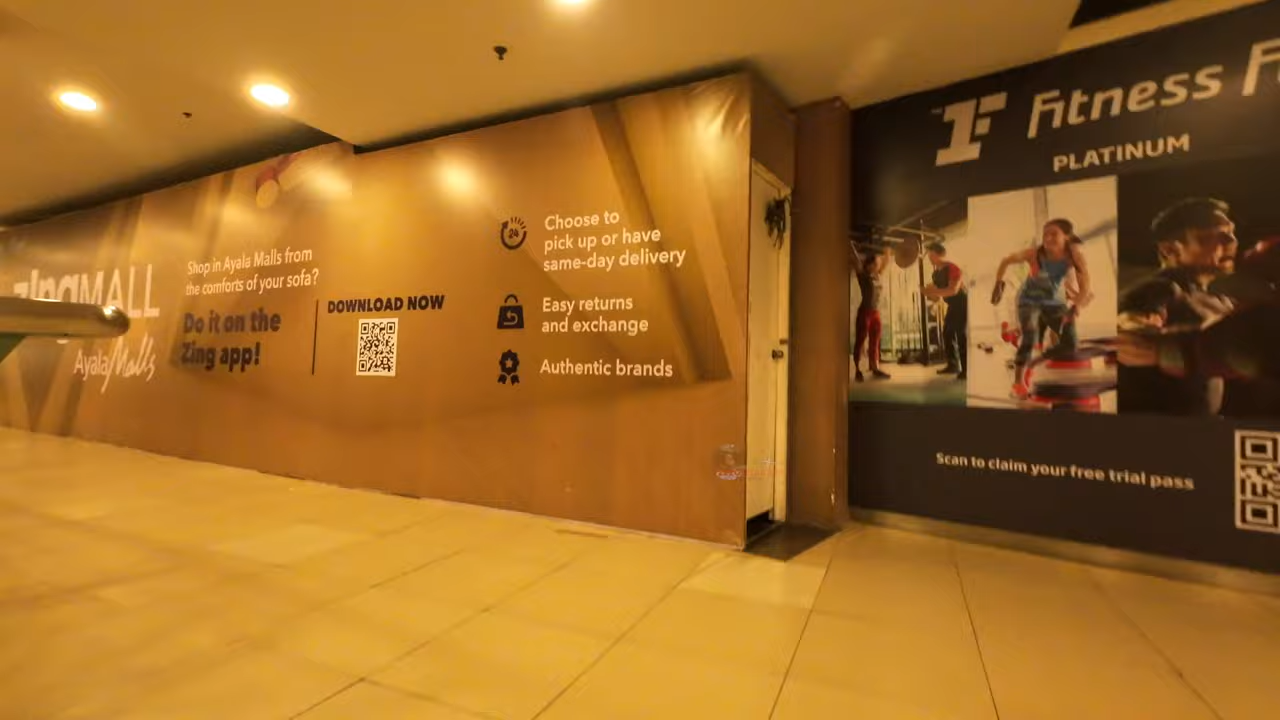 zingMALL
Ayala Malls
Shop in Ayala Malls from
the comforts of your sofa?
Do it on the
Zing app!
DOWNLOAD NOW
24
Choose to
pick up or have
same-day delivery
Easy returns
and exchange
Authentic brands
Fitness F
PLATINUM
Scan to claim your free trial pass